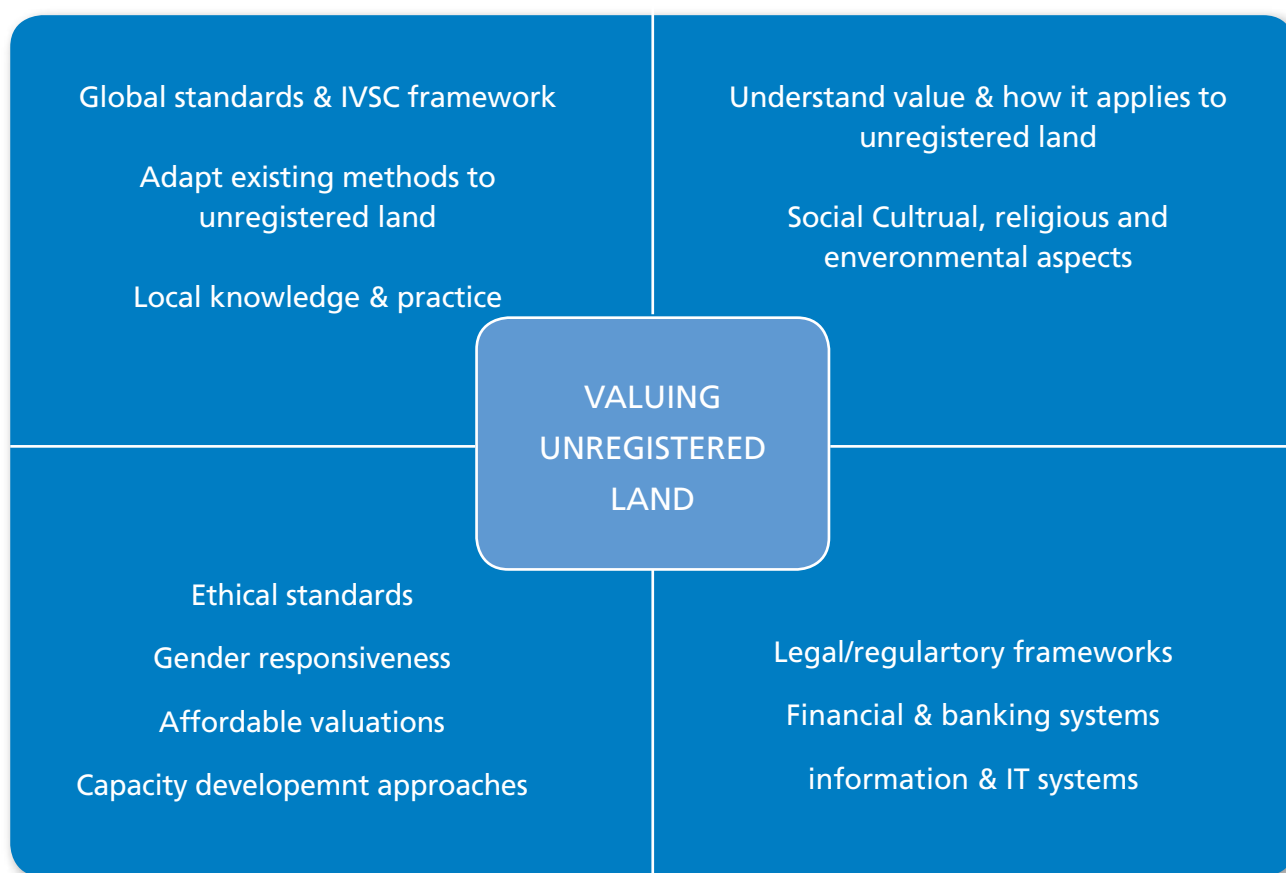 Global standards & IVSC framework
Adapt existing methods to
unregistered land
Local knowledge & practice
Understand value & how it applies to
unregistered land
Social Cultrual, religious and
enveronmental aspects
VALUING
UNREGISTERED
LAND
Ethical standards
Gender responsiveness
Affordable valuations
Capacity developemnt approaches
Legal/regulartory frameworks
Financial & banking systems
information & IT systems